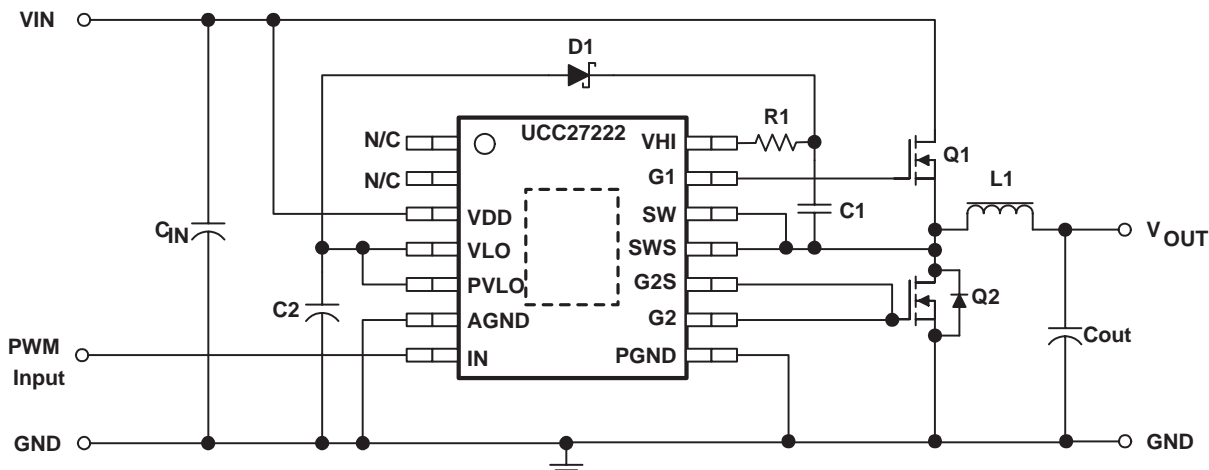 VIN
D1
UCC27222
R1
N/C
VHI
Q1
N/C
G1
L1
VDD
SW
C1
CIN
VLO
SWS
VOUT
PVLO
G2S
Q2
C2
AGND
G2
PWM
Input
IN
PGND
Cout
GND
GND